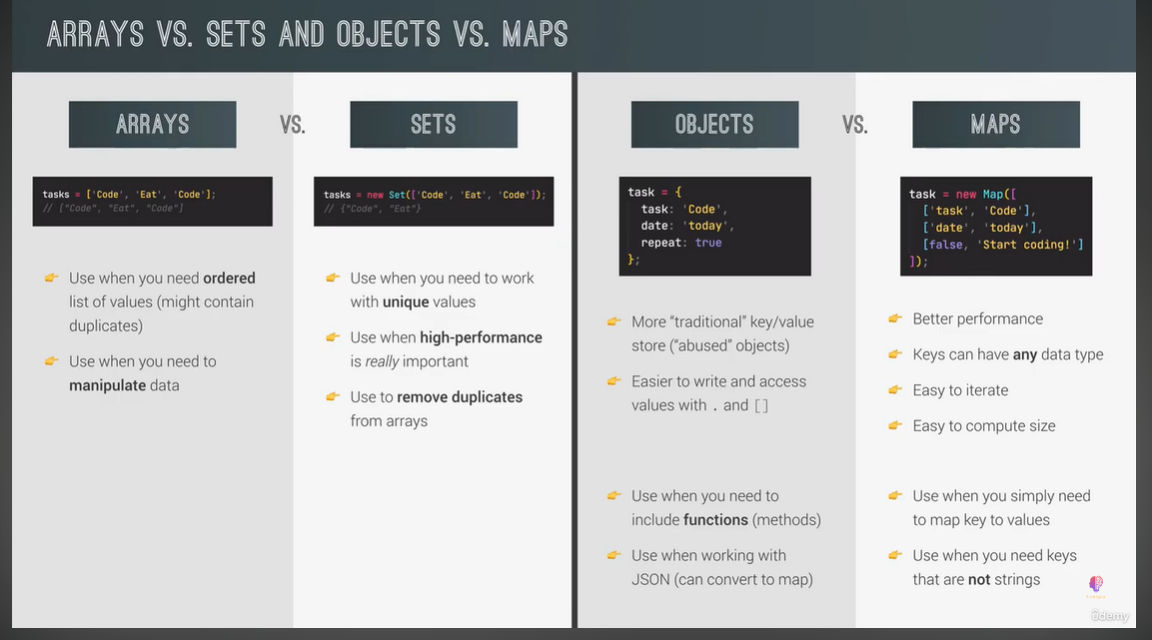 ARRAYS VS. SETS AND OBJECTS VS. MAPS
ARRAYS
VS.
SETS
tasks = ['Code', 'Eat', 'Code'];
// ["Code", "Eat", "Code"]
tasks = new Set(['Code', 'Eat', 'Code']);
// {"Code", "Eat"}
Use when you need ordered
list of values (might contain
duplicates)
Use when you need to
manipulate data
Use when you need to work
with unique values
Use when high-performance
is really important
Use to remove duplicates
from arrays
OBJECTS
VS.
MAPS
task = {
task: 'Code',
date: 'today',
repeat: true
};
task = new Map([
['task', 'Code'],
['date', 'today'],
[false, 'Start coding!']
]);
More “traditional” key/value
store (“abused” objects)
Easier to write and access
values with . and []
Use when you need to
include functions (methods)
Use when working with
JSON (can convert to map)
Better performance
Keys can have any data type
Easy to iterate
Easy to compute size
Use when you simply need
to map key to values
Use when you need keys
that are not strings
ûdemy